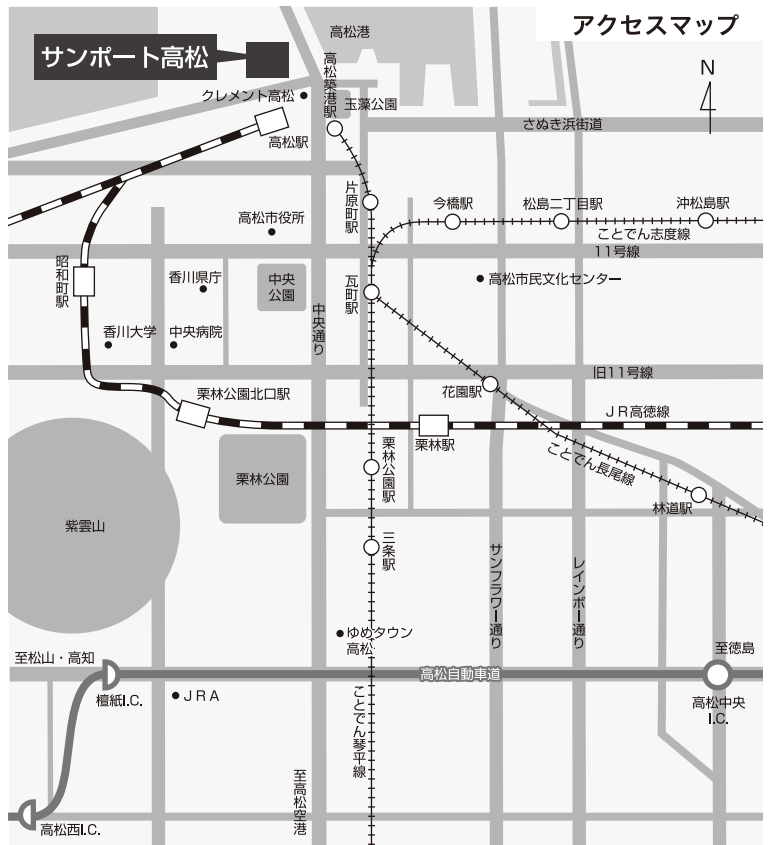 アクセスマップ
サンポート高松
高松港
N
高松築港駅
クレメント高松
玉藻公園
高松駅
さぬき浜街道
片原町駅
今橋駅
松島二丁目駅
沖松島駅
高松市役所
ことでん志度線
11号線
昭和町駅
香川県庁
中央
公園
瓦町駅
高松市民文化センター
中央通り
香川大学
中央病院
旧11号線
花園駅
栗林公園北口駅
JR高徳線
栗林駅
ことでん長尾線
栗林公園
栗林公園駅
林道駅
紫雲山
三条駅
サンフラワー通り
レインボー通り
ゆめタウン
高松
至松山・高知
至徳島
高松自動車道
檀紙I.C.
JRA
高松中央
I.C.
ことでん琴平線
至高松空港
高松西I.C.